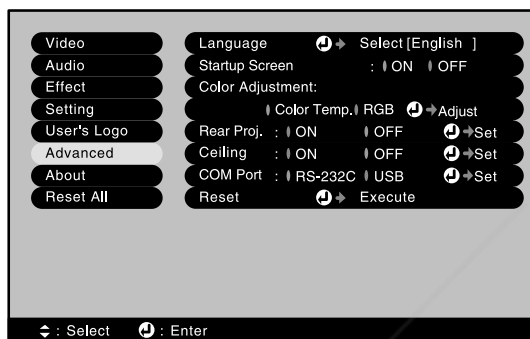 Video
Audio
Effect
Setting
User's Logo
Advanced
About
Reset All
Language Select [English ]
Startup Screen : ON OFF
Color Adjustment:
Color Temp. RGB Adjust
Rear Proj. : ON OFF Set
Ceiling : ON OFF Set
COM Port : RS-232C USB Set
Reset Execute
: Select : Enter